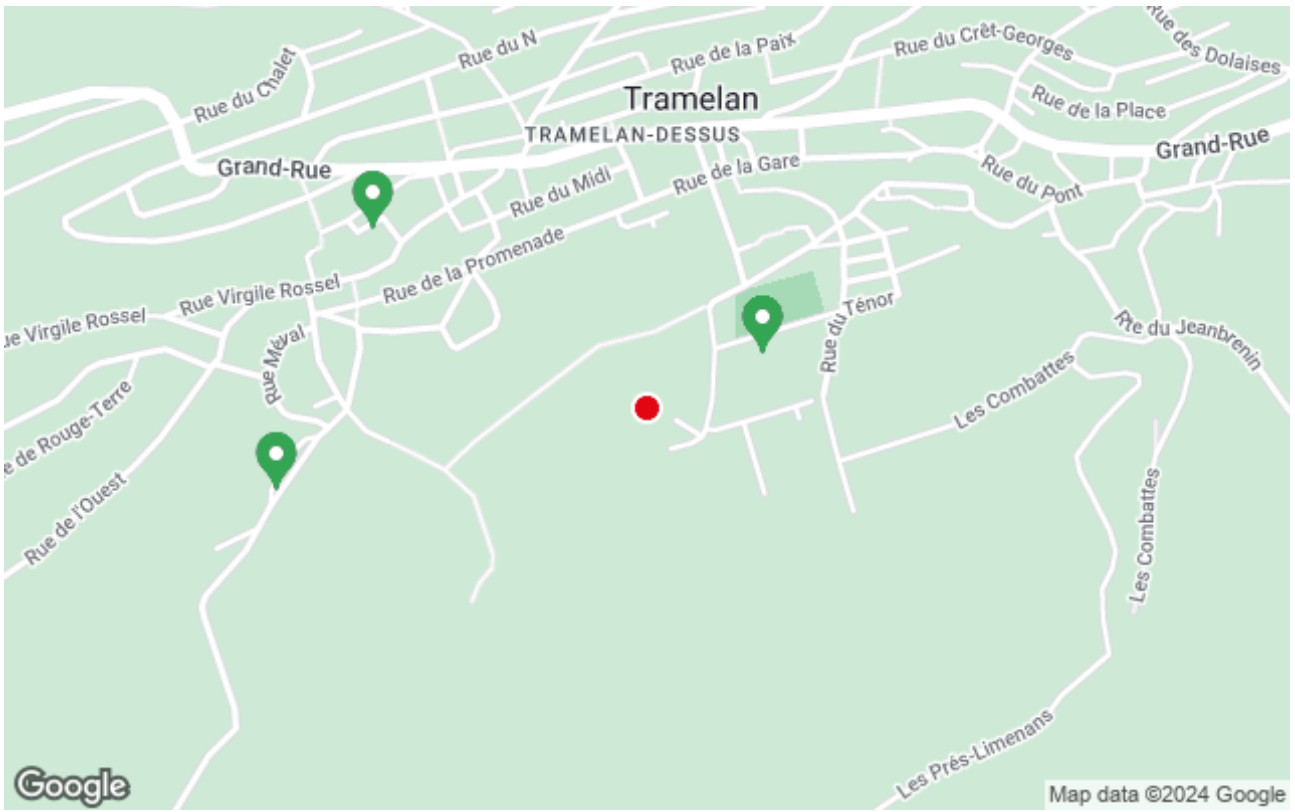 Rue du Chalet
Rue du N
Rue de la Paix
Rue du Crêt-Georges
Rue des Dolaises
Tramelan
Rue de la Place
TRAMELAN-DESSUS
Grand-Rue
Grand-Rue
Rue de la Gare
Rue du Midi
Rue du Pont
Rue de la Promenade
Rue Virgile Rossel
ue Virgile Rossel
Rue Méval
Rue du Ténor
Rte du Jeanbrenin
e de Rouge-Terre
Les Combattes
Rue de l'Ouest
Les Combattes
Les Prés-Limenans
Google
Map data ©2024 Google